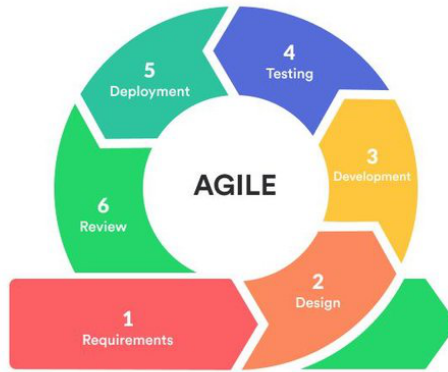 AGILE
1
Requirements
2
Design
3
Development
4
Testing
5
Deployment
6
Review